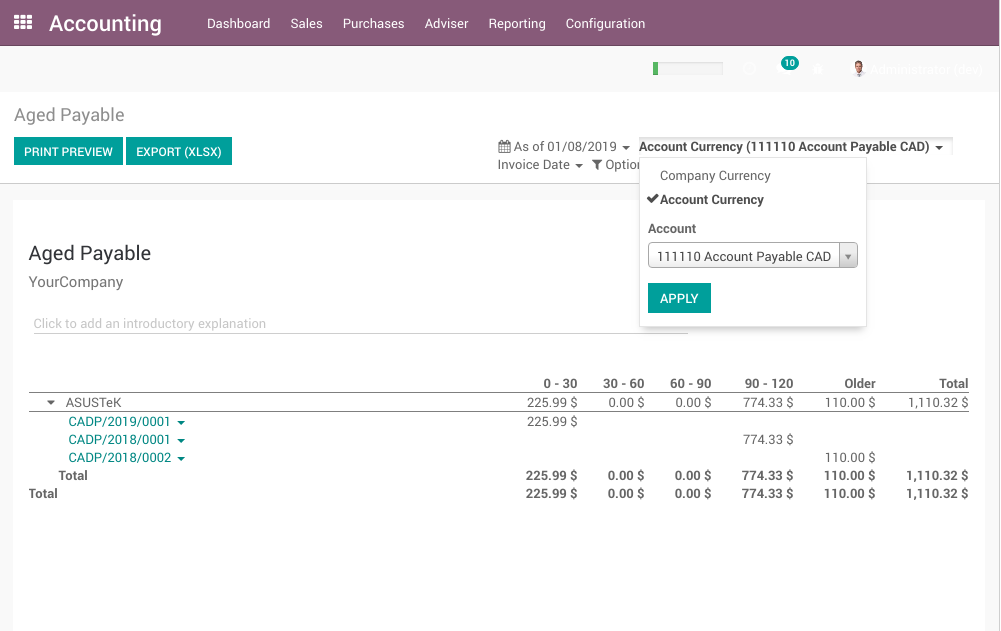 Accounting Dashboard Sales Purchases Adviser Reporting Configuration
10 Administrator (dev)
Aged Payable
PRINT PREVIEW EXPORT (XLSX)
As of 01/08/2019 Account Currency (111110 Account Payable CAD)
Invoice Date
Company Currency
Account Currency
Account
111110 Account Payable CAD
APPLY
Aged Payable
YourCompany
Click to add an introductory explanation
0 - 30 30 - 60 60 - 90 90 - 120 Older Total
ASUSTeK 225.99 $ 0.00 $ 0.00 $ 774.33 $ 110.00 $ 1,110.32 $
CADP/2019/0001 225.99 $
CADP/2018/0001 774.33 $
CADP/2018/0002 110.00 $
Total 225.99 $ 0.00 $ 0.00 $ 774.33 $ 110.00 $ 1,110.32 $
Total 225.99 $ 0.00 $ 0.00 $ 774.33 $ 110.00 $ 1,110.32 $